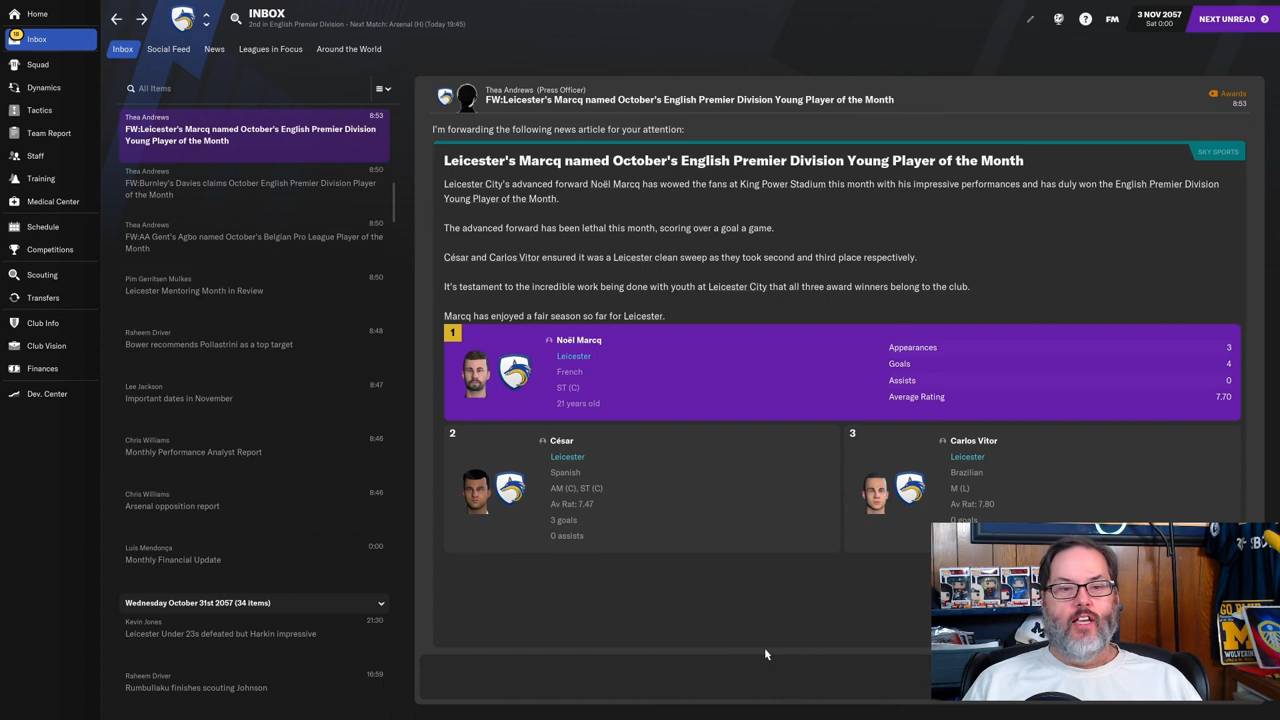 Home
Inbox
18
Squad
Dynamics
Tactics
Team Report
Staff
Training
Medical Center
Schedule
Competitions
Scouting
Transfers
Club Info
Club Vision
Finances
Dev. Center
INBOX
2nd in English Premier Division - Next Match: Arsenal (H) (Today 19:45)
FM
3 NOV 2057
Sat 0:00
NEXT UNREAD
Inbox
Social Feed
News
Leagues in Focus
Around the World
All Items
Thea Andrews 8:53
FW:Leicester's Marcq named October's English Premier Division
Young Player of the Month
Thea Andrews 8:50
FW:Burnley's Davies claims October English Premier Division Player
of the Month
Thea Andrews 8:50
FW:AA Gent's Agbo named October's Belgian Pro League Player of the
Month
Pim Gerritsen Mulkes 8:50
Leicester Mentoring Month in Review
Raheem Driver 8:48
Bower recommends Pollastrini as a top target
Lee Jackson 8:47
Important dates in November
Chris Williams 8:46
Monthly Performance Analyst Report
Chris Williams 8:46
Arsenal opposition report
Luís Mendonça 0:00
Monthly Financial Update
Wednesday October 31st 2057 (34 items)
Kevin Jones 21:30
Leicester Under 23s defeated but Harkin impressive
Raheem Driver 16:59
Rumbullaku finishes scouting Johnson
Thea Andrews (Press Officer)
FW:Leicester's Marcq named October's English Premier Division Young Player of the Month
Awards
8:53
I'm forwarding the following news article for your attention:
Leicester's Marcq named October's English Premier Division Young Player of the Month
SKY SPORTS
Leicester City's advanced forward Noël Marcq has wowed the fans at King Power Stadium this month with his impressive performances and has duly won the English Premier Division
Young Player of the Month.
The advanced forward has been lethal this month, scoring over a goal a game.
César and Carlos Vitor ensured it was a Leicester clean sweep as they took second and third place respectively.
It's testament to the incredible work being done with youth at Leicester City that all three award winners belong to the club.
Marcq has enjoyed a fair season so far for Leicester.
1
Noël Marcq
Leicester
French
ST (C)
21 years old
Appearances 3
Goals 4
Assists 0
Average Rating 7.70
2
César
Leicester
Spanish
AM (C), ST (C)
Av Rat: 7.47
3 goals
0 assists
3
Carlos Vitor
Leicester
Brazilian
M (L)
Av Rat: 7.80
0 goals
GO BLUE
M
WOLVERINES